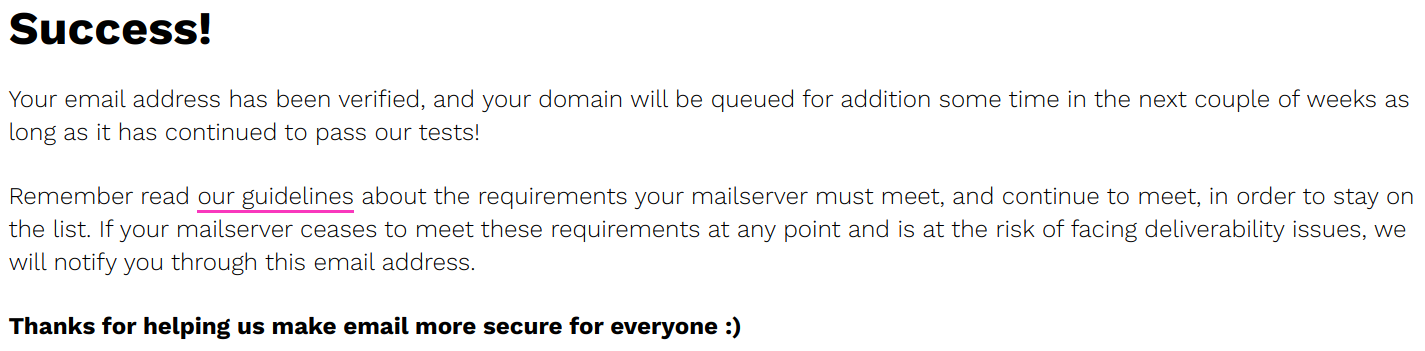 Success!
Your email address has been verified, and your domain will be queued for addition some time in the next couple of weeks as
long as it has continued to pass our tests!
Remember read our guidelines about the requirements your mailserver must meet, and continue to meet, in order to stay on
the list. If your mailserver ceases to meet these requirements at any point and is at the risk of facing deliverability issues, we
will notify you through this email address.
Thanks for helping us make email more secure for everyone :)